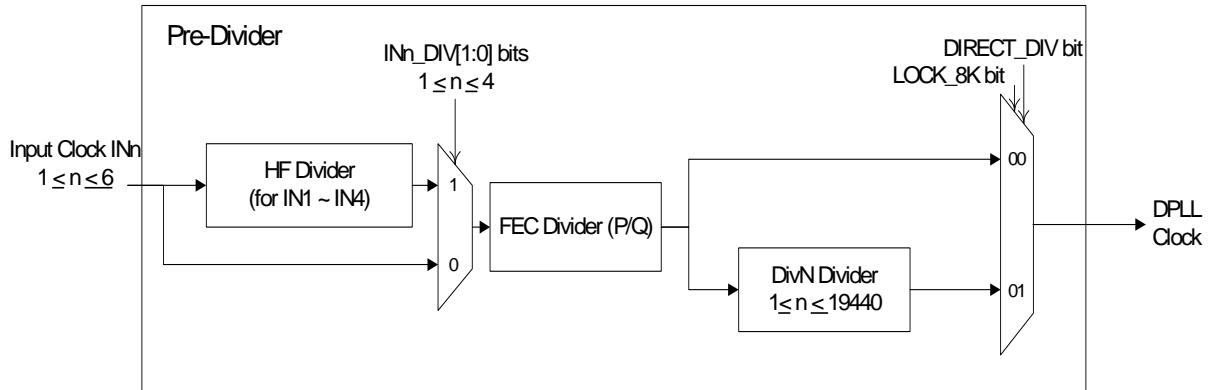 Pre-Divider
INn_DIV[1:0] bits
1 ≤ n ≤ 4
DIRECT_DIV bit
LOCK_8K bit
Input Clock INn
1 ≤ n ≤ 6
HF Divider
(for IN1 ~ IN4)
1
0
FEC Divider (P/Q)
00
DivN Divider
1 ≤ n ≤ 19440
01
DPLL
Clock